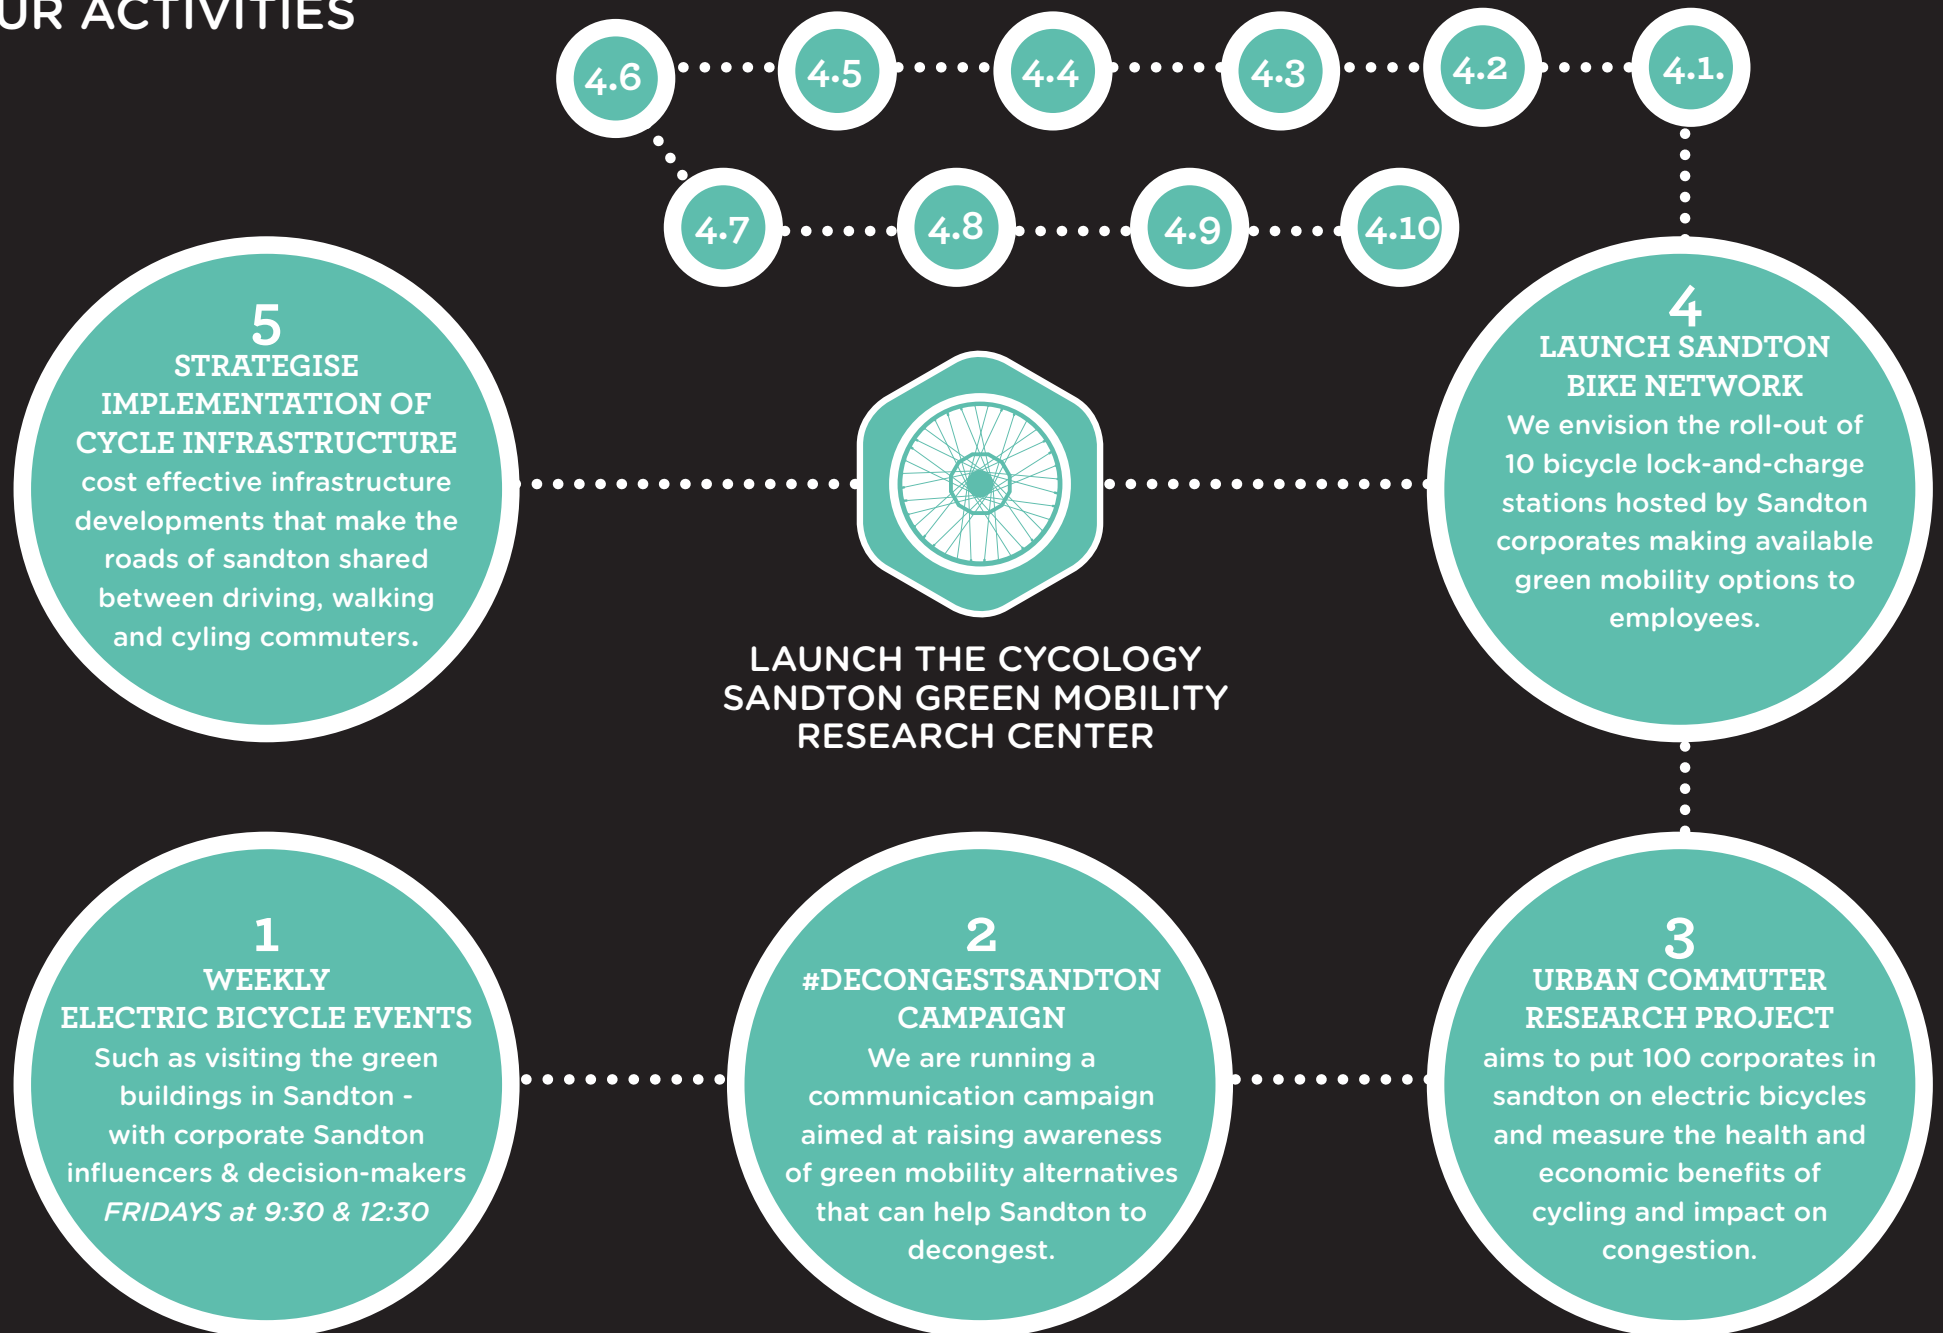 UR ACTIVITIES
4.6
4.5
4.4
4.3
4.2
4.1.
4.7
4.8
4.9
4.10
5
STRATEGISE
IMPLEMENTATION OF
CYCLE INFRASTRUCTURE
cost effective infrastructure
developments that make the
roads of sandton shared
between driving, walking
and cyling commuters.
LAUNCH THE CYCOLOGY
SANDTON GREEN MOBILITY
RESEARCH CENTER
4
LAUNCH SANDTON
BIKE NETWORK
We envision the roll-out of
10 bicycle lock-and-charge
stations hosted by Sandton
corporates making available
green mobility options to
employees.
1
WEEKLY
ELECTRIC BICYCLE EVENTS
Such as visiting the green
buildings in Sandton -
with corporate Sandton
influencers & decision-makers
FRIDAYS at 9:30 & 12:30
2
#DECONGESTSANDTON
CAMPAIGN
We are running a
communication campaign
aimed at raising awareness
of green mobility alternatives
that can help Sandton to
decongest.
3
URBAN COMMUTER
RESEARCH PROJECT
aims to put 100 corporates in
sandton on electric bicycles
and measure the health and
economic benefits of
cycling and impact on
congestion.